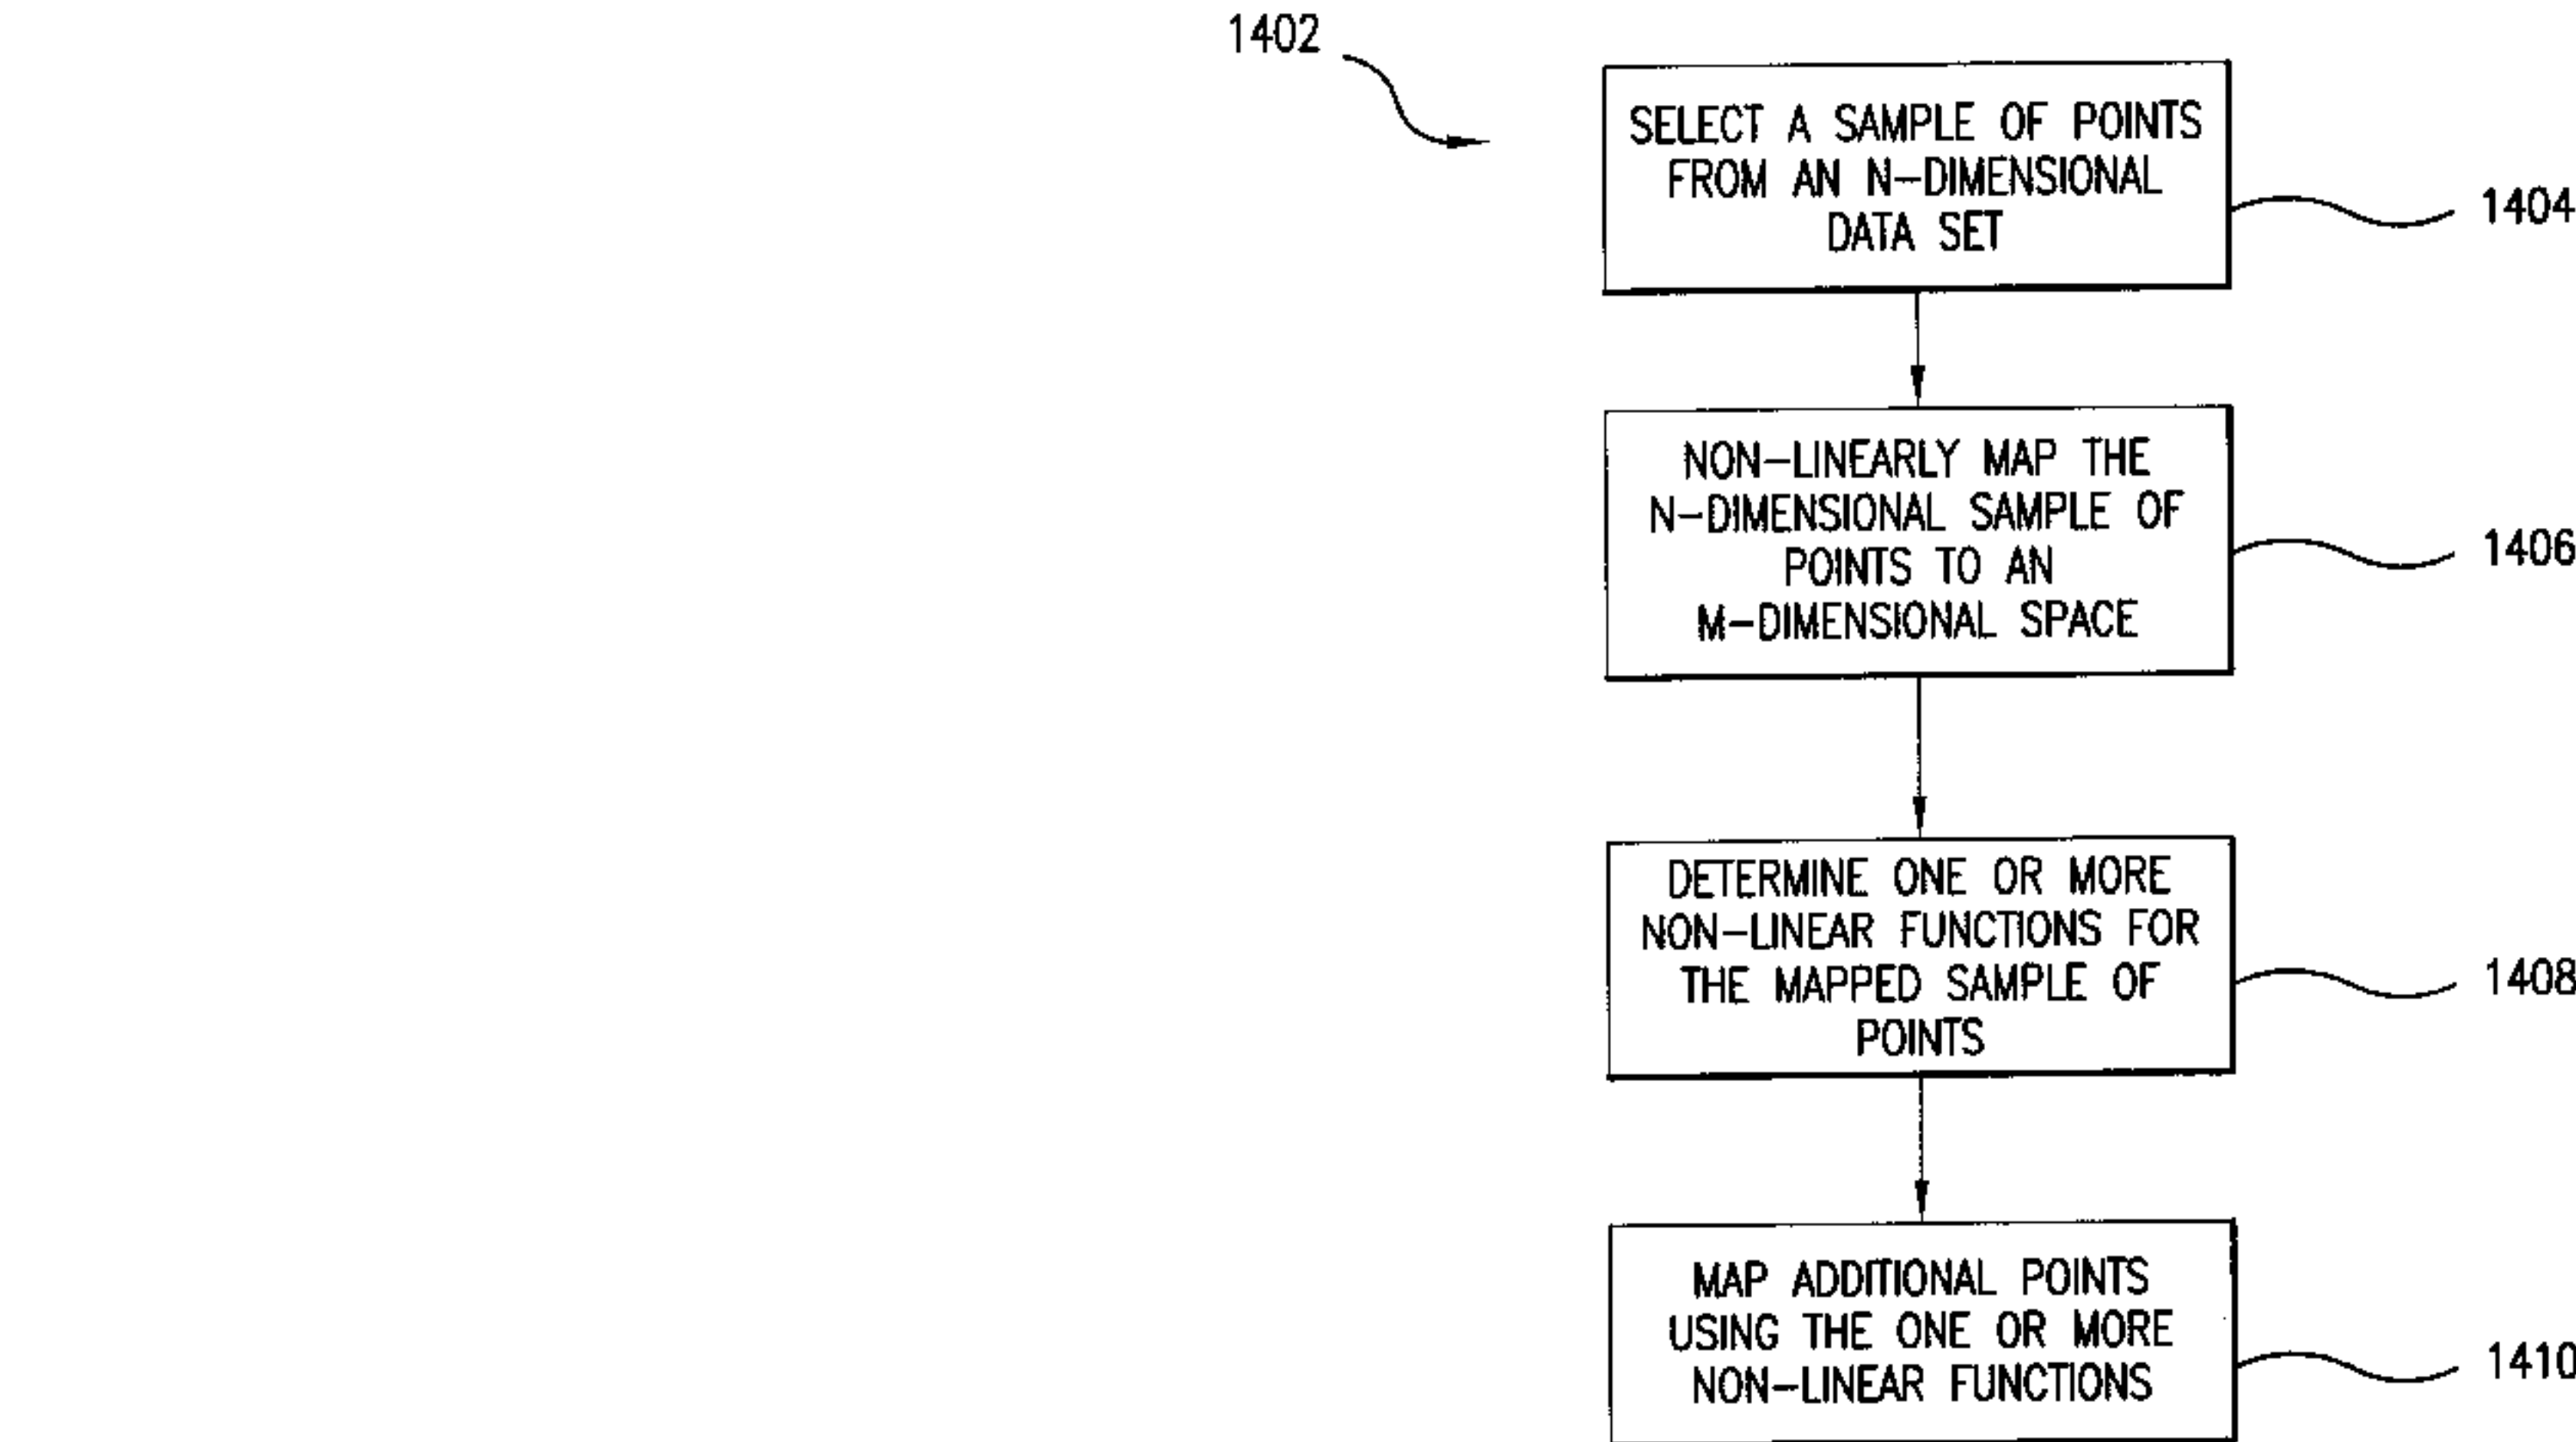 1402
SELECT A SAMPLE OF POINTS
FROM AN N-DIMENSIONAL
DATA SET
1404
NON-LINEARLY MAP THE
N-DIMENSIONAL SAMPLE OF
POINTS TO AN
M-DIMENSIONAL SPACE
1406
DETERMINE ONE OR MORE
NON-LINEAR FUNCTIONS FOR
THE MAPPED SAMPLE OF
POINTS
1408
MAP ADDITIONAL POINTS
USING THE ONE OR MORE
NON-LINEAR FUNCTIONS
1410